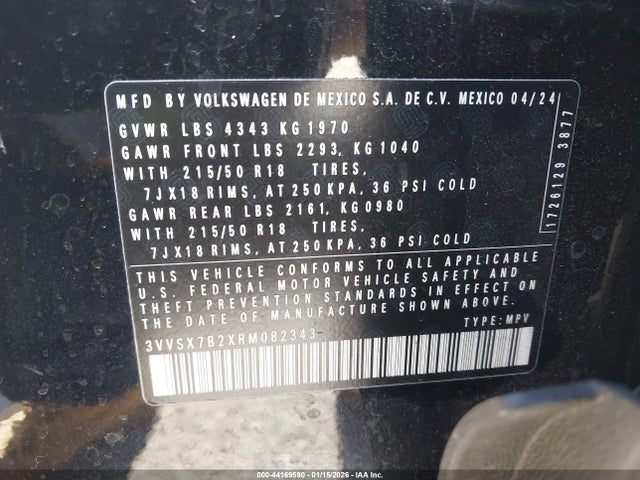 MFD BY VOLKSWAGEN DE MEXICO S.A. DE C.V. MEXICO 04/24
GVWR LBS 4343 KG 1970
GAWR FRONT LBS 2293, KG 1040
WITH 215/50 R18 TIRES,
7JX18 RIMS, AT 250 KPA, 36 PSI COLD
GAWR REAR LBS 2161, KG 0980
WITH 215/50 R18 TIRES,
7JX18 RIMS, AT 250 KPA, 36 PSI COLD
THIS VEHICLE CONFORMS TO ALL APPLICABLE
U.S. FEDERAL MOTOR VEHICLE SAFETY AND
THEFT PREVENTION STANDARDS IN EFFECT ON
THE DATE OF MANUFACTURE SHOWN ABOVE.
3VVSX7B2XRM082343
TYPE: MPV
1726129 3877
000-44169590 - 01/15/2026 - IAA Inc.